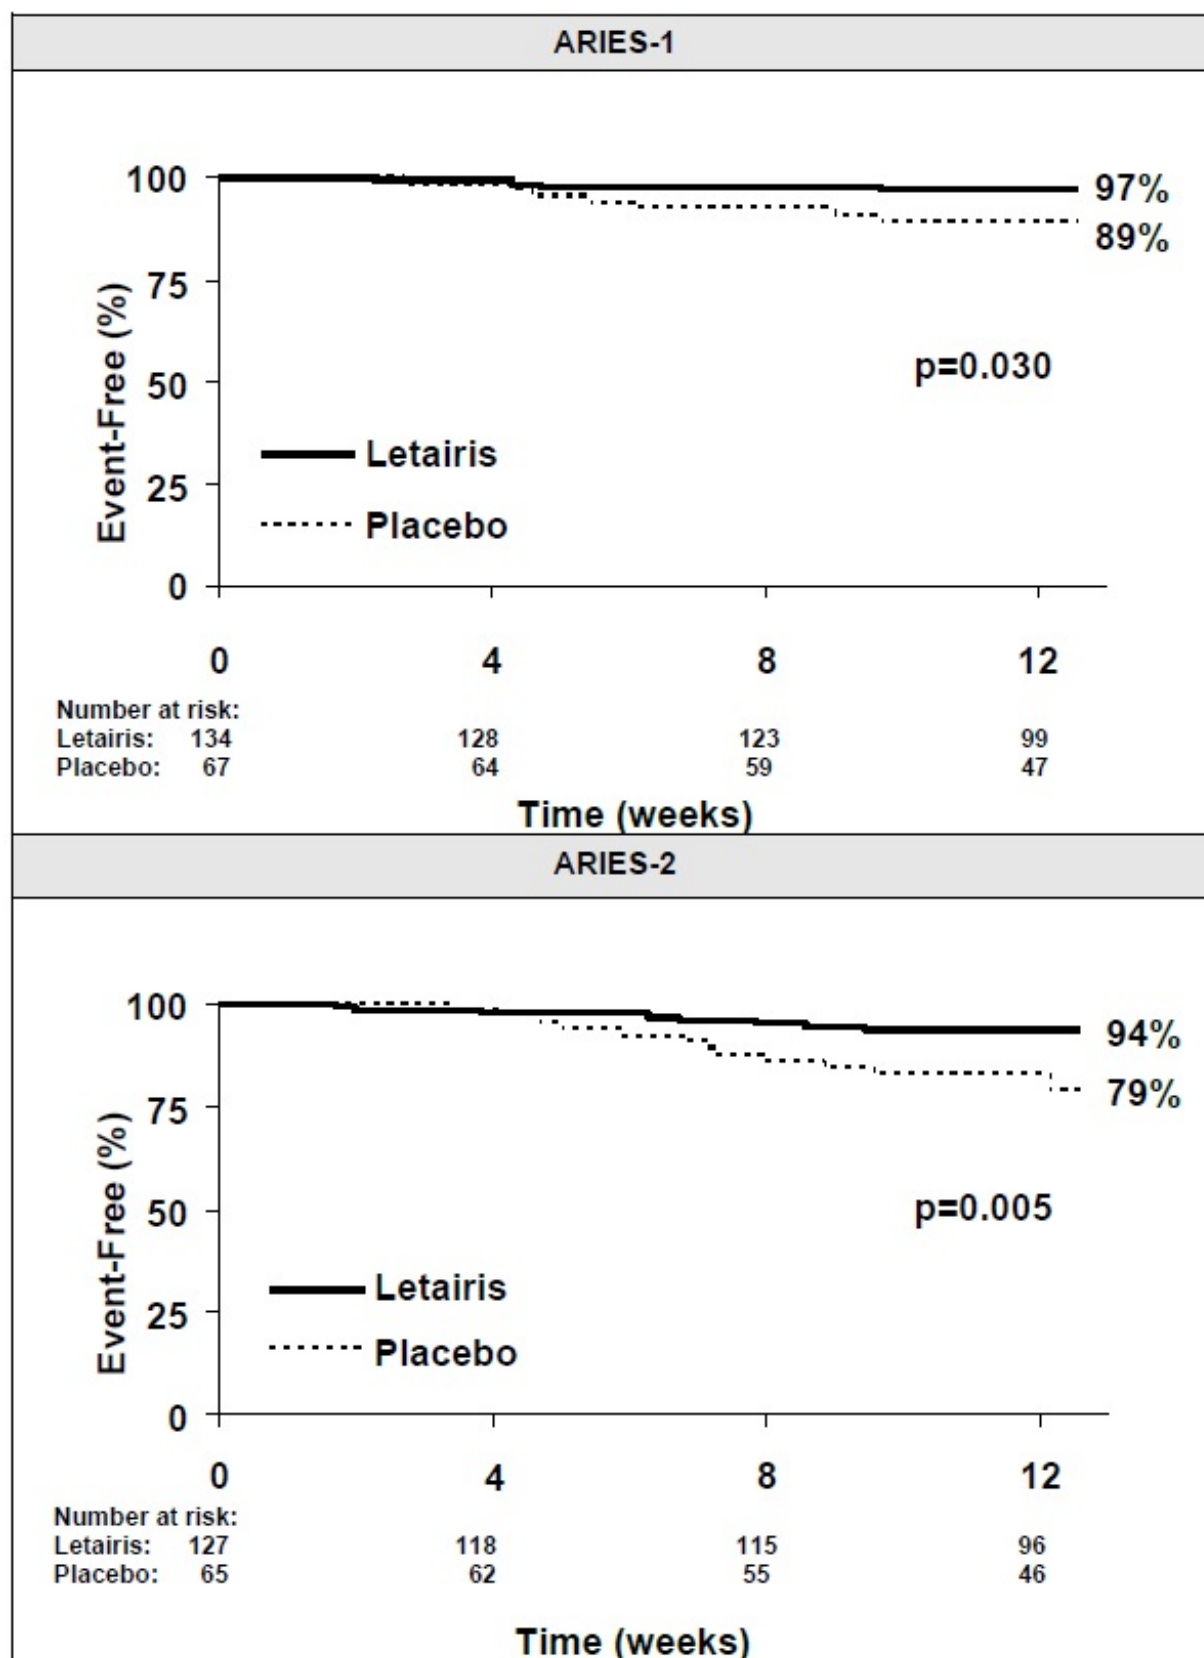 ARIES-1
100
97%
89%
75
Event-Free (%)
p=0.030
50
Letairis
25
Placebo
0
0 4 8 12
Number at risk:
Letairis: 134 128 123 99
Placebo: 67 64 59 47
Time (weeks)
ARIES-2
100
94%
79%
75
Event-Free (%)
p=0.005
50
Letairis
25
Placebo
0
0 4 8 12
Number at risk:
Letairis: 127 118 115 96
Placebo: 65 62 55 46
Time (weeks)